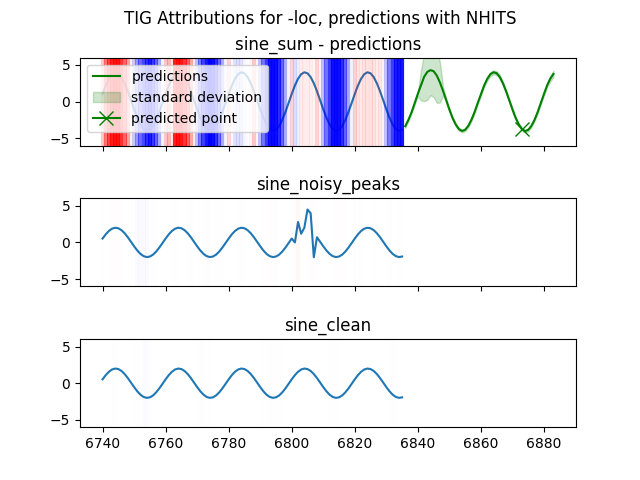 TIG Attributions for -loc, predictions with NHITS
sine_sum - predictions
5
0
−5
predictions
standard deviation
predicted point
sine_noisy_peaks
5
0
−5
sine_clean
5
0
−5
6740 6760 6780 6800 6820 6840 6860 6880